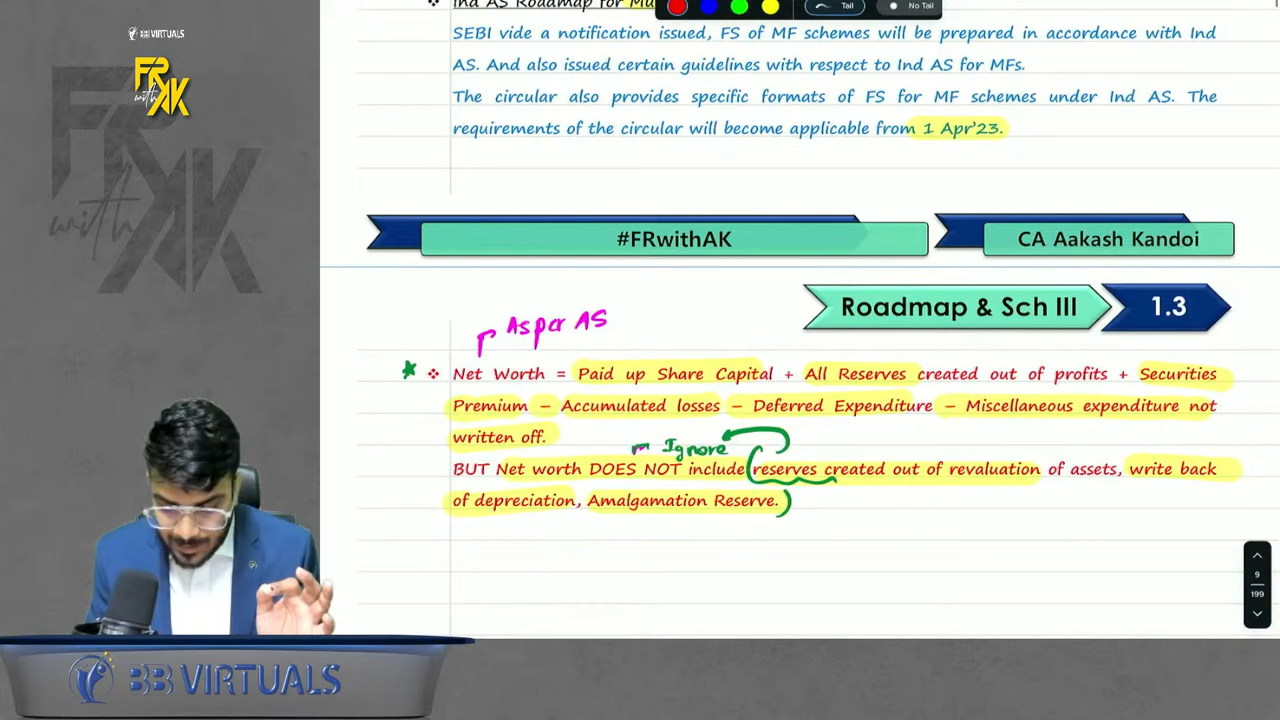 BB VIRTUALS
FR
with AK
FR
with AK
Ind AS Roadmap for Mu
Tail
No Tail
SEBI vide a notification issued, FS of MF schemes will be prepared in accordance with Ind
AS. And also issued certain guidelines with respect to Ind AS for MFs.
The circular also provides specific formats of FS for MF schemes under Ind AS. The
requirements of the circular will become applicable from 1 Apr'23.
#FRwithAK
CA Aakash Kandoi
Roadmap & Sch III
1.3
As per AS
Net Worth = Paid up Share Capital + All Reserves created out of profits + Securities
Premium – Accumulated losses – Deferred Expenditure – Miscellaneous expenditure not
written off.
Ignore
BUT Net worth DOES NOT include reserves created out of revaluation of assets, write back
of depreciation, Amalgamation Reserve.)
9
199
BB VIRTUALS